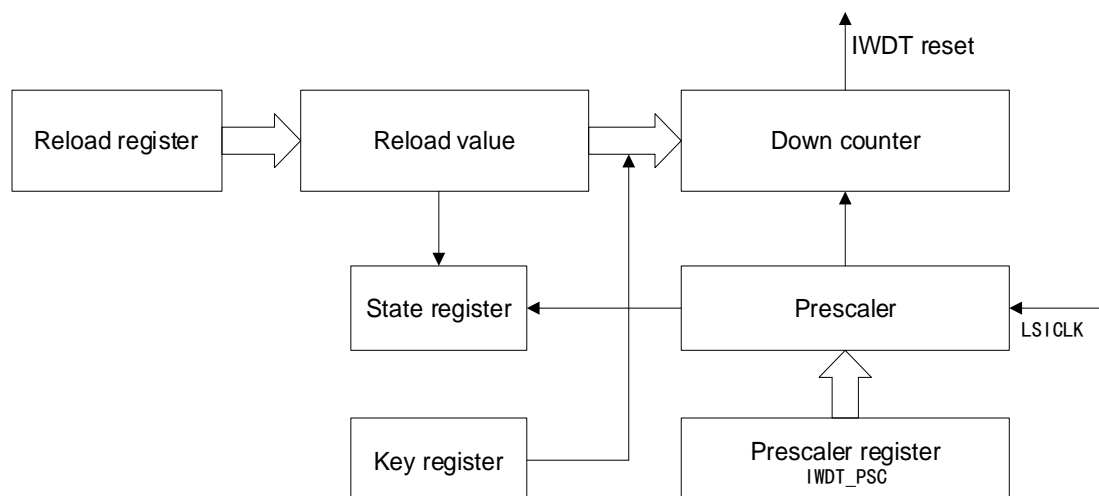 IWDT reset
Reload register
Reload value
Down counter
State register
Prescaler
LSICLK
Key register
Prescaler register
IWDT_PSC